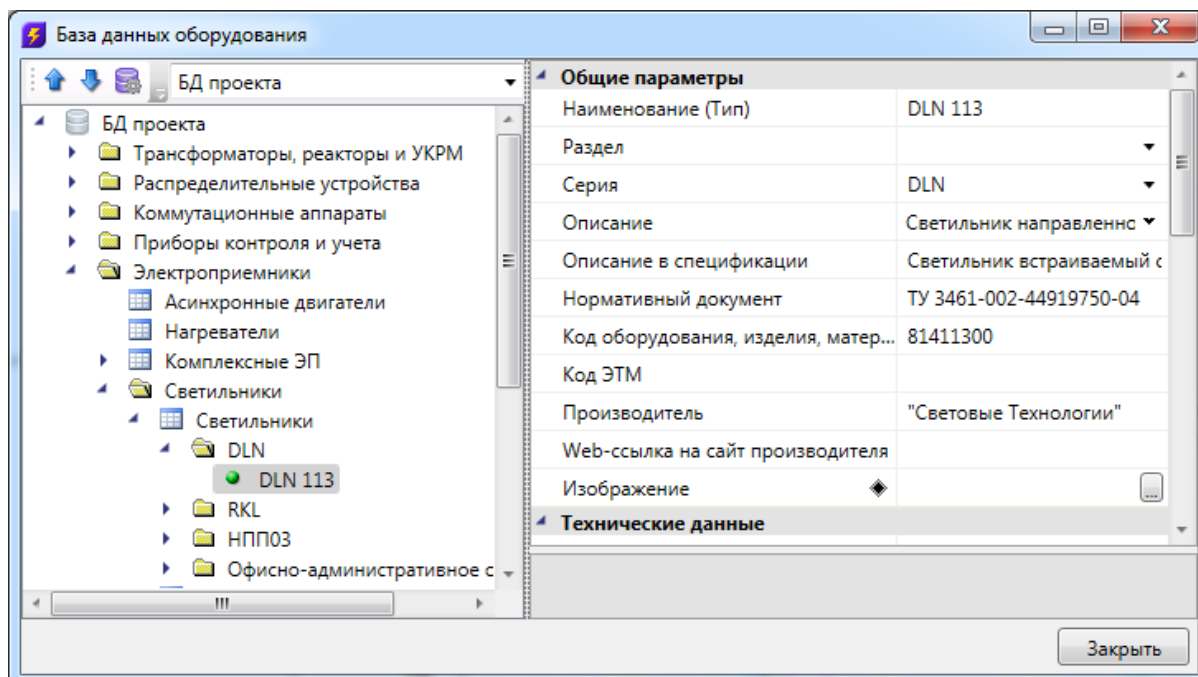 База данных оборудования
БД проекта
БД проекта
Трансформаторы, реакторы и УКРМ
Распределительные устройства
Коммутационные аппараты
Приборы контроля и учета
Электроприемники
Асинхронные двигатели
Нагреватели
Комплексные ЭП
Светильники
Светильники
DLN
DLN 113
RKL
НПП03
Офисно-административное с
Общие параметры
Наименование (Тип) DLN 113
Раздел
Серия DLN
Описание Светильник направленнo
Описание в спецификации Светильник встраиваемый с
Нормативный документ ТУ 3461-002-44919750-04
Код оборудования, изделия, матер... 81411300
Код ЭТМ
Производитель "Световые Технологии"
Web-ссылка на сайт производителя
Изображение ...
Технические данные
Закрыть